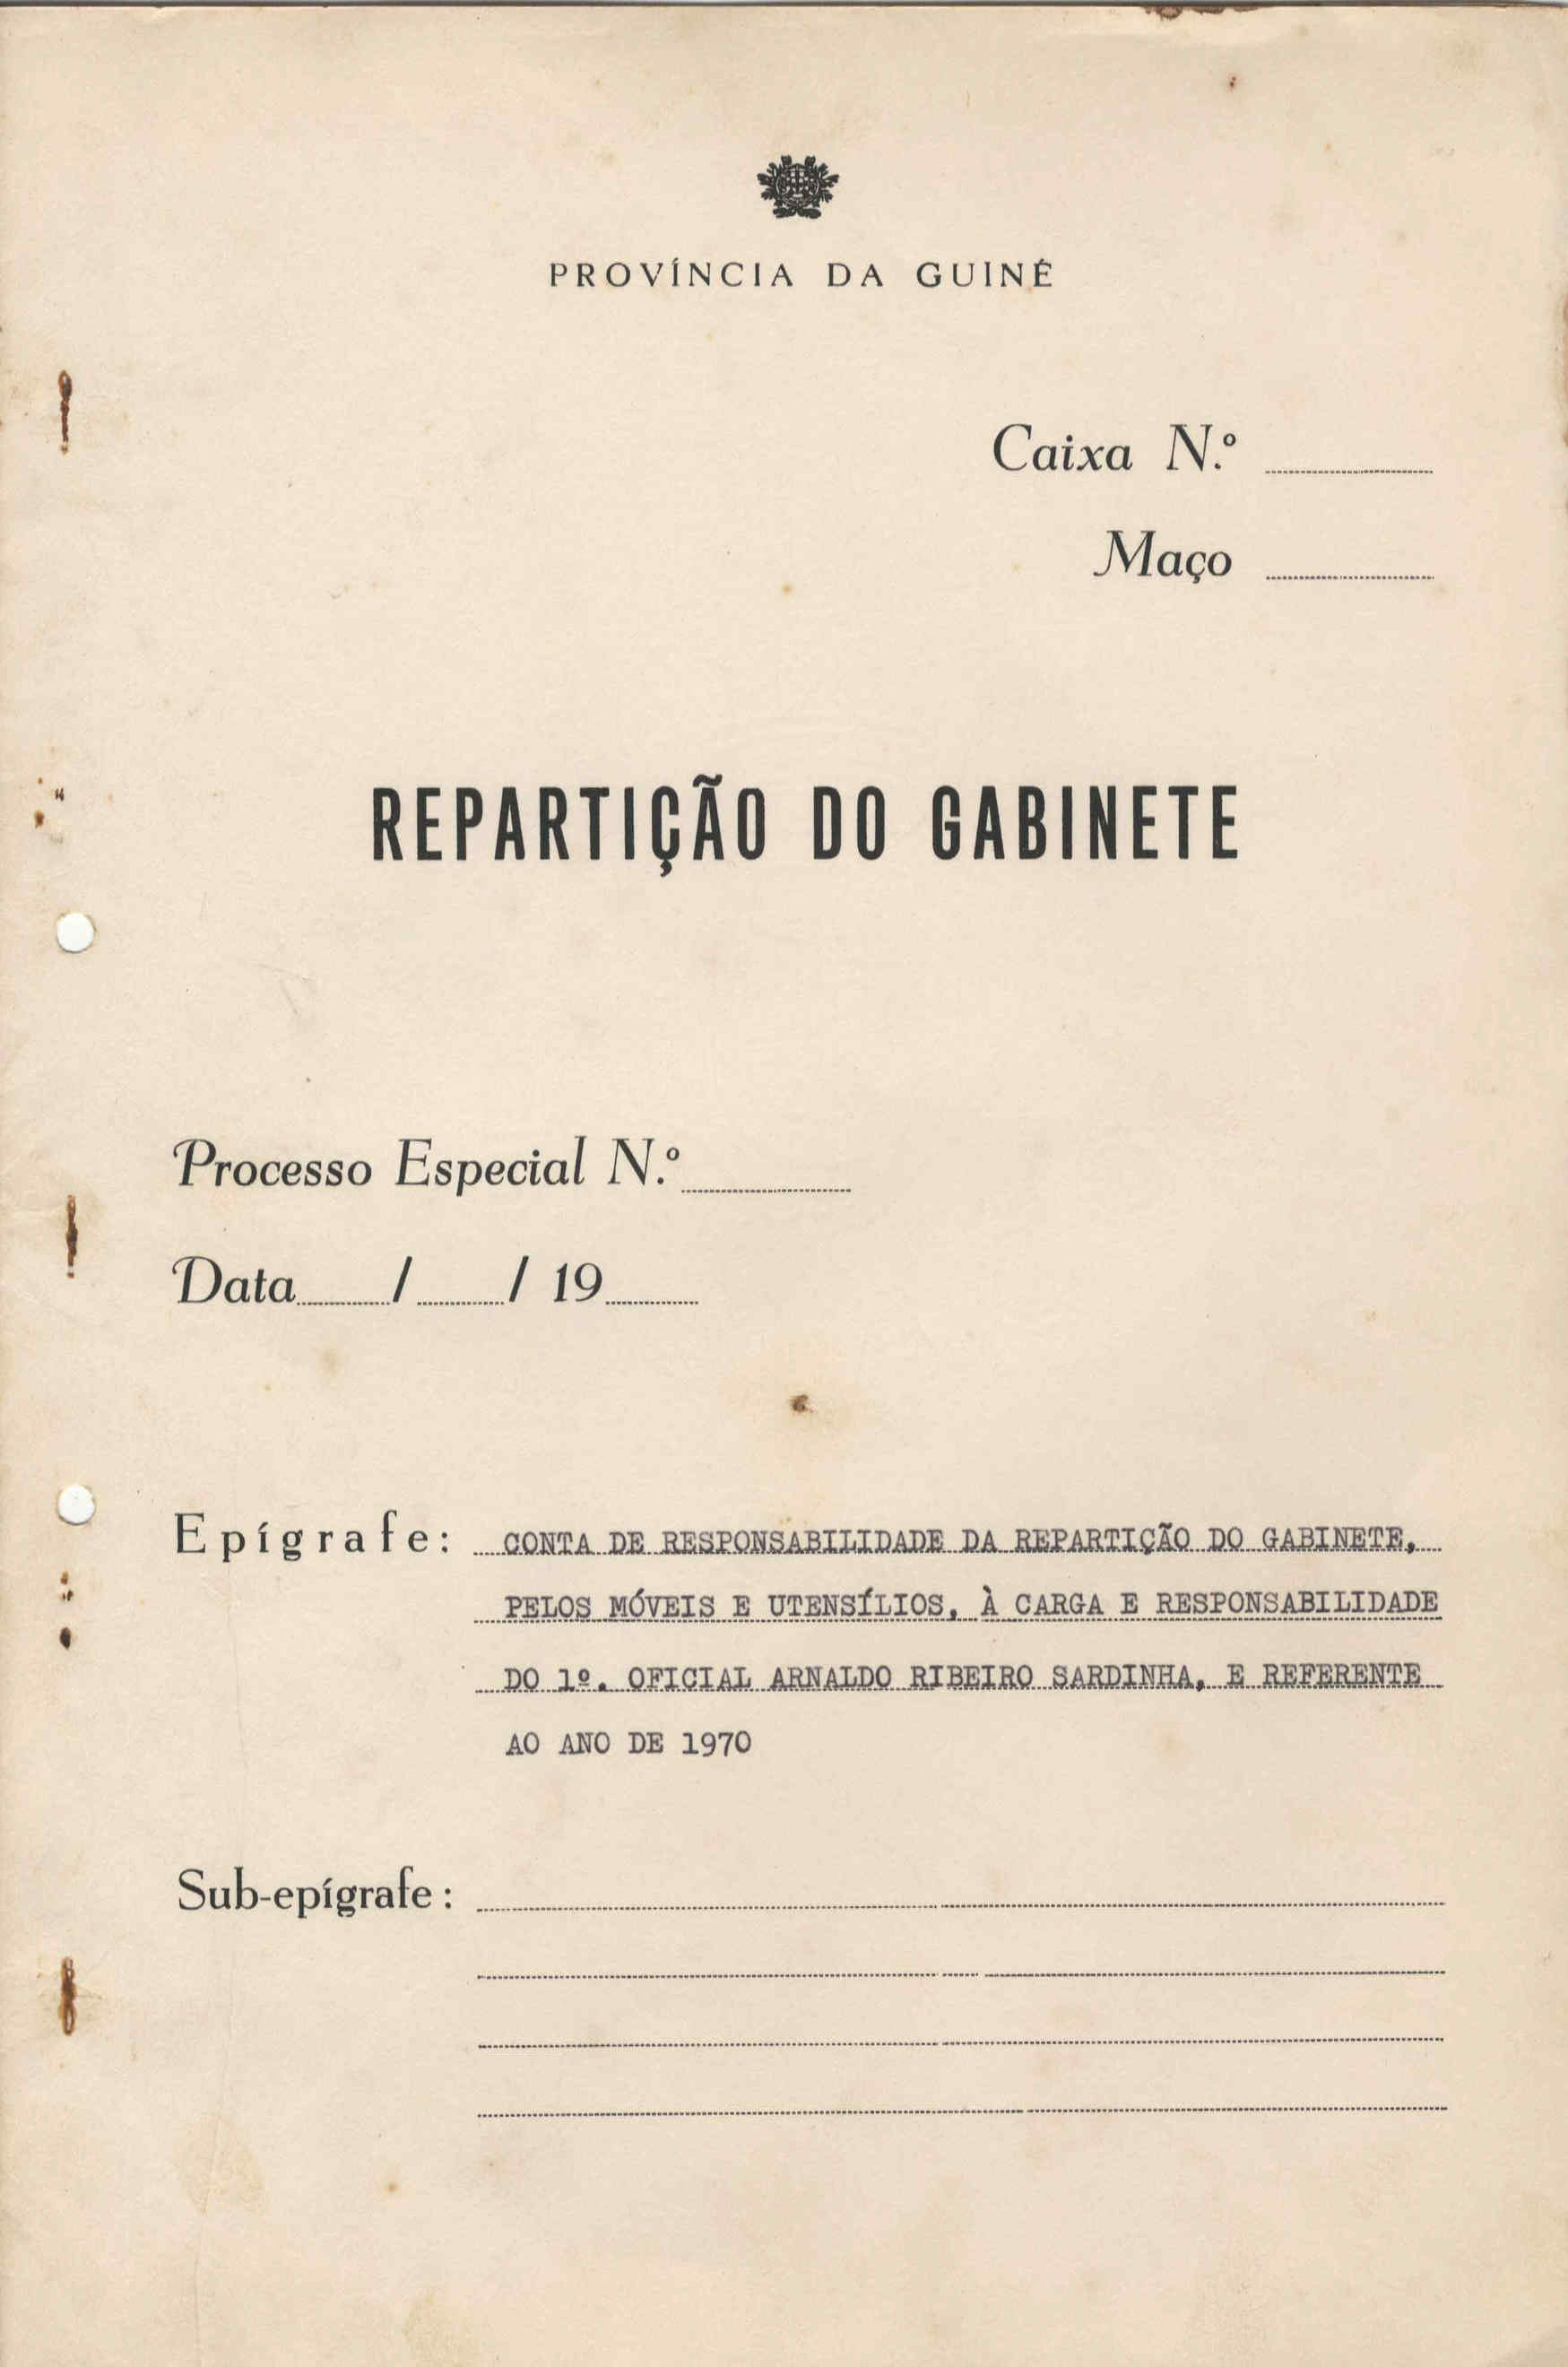 PROVÍNCIA DA GUINÉ
Caixa N.º
Maço
REPARTIÇÃO DO GABINETE
Processo Especial N.º
Data / / 19
Epígrafe: CONTA DE RESPONSABILIDADE DA REPARTIÇÃO DO GABINETE,
PELOS MÓVEIS E UTENSÍLIOS, À CARGA E RESPONSABILIDADE
DO 1º. OFICIAL ARNALDO RIBEIRO SARDINHA, E REFERENTE
AO ANO DE 1970
Sub-epígrafe: